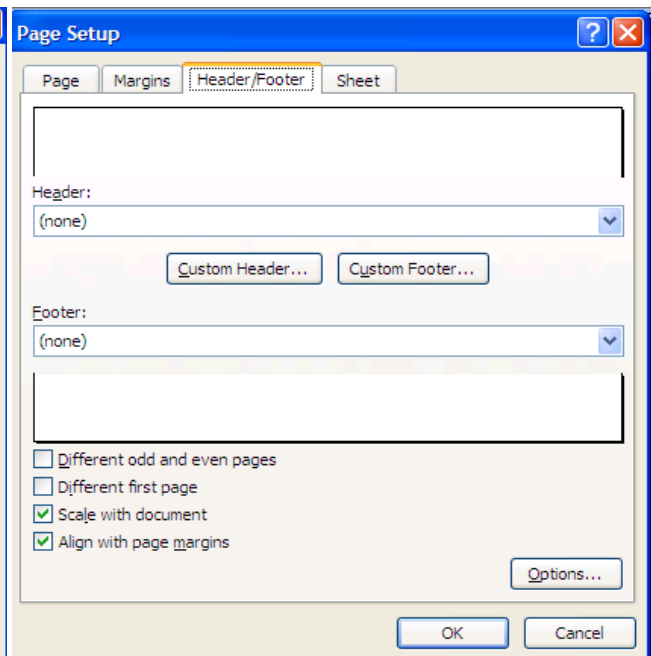 Page Setup
Page Margins Header/Footer Sheet
Header:
(none)
Custom Header... Custom Footer...
Footer:
(none)
Different odd and even pages
Different first page
Scale with document
Align with page margins
Options...
OK Cancel